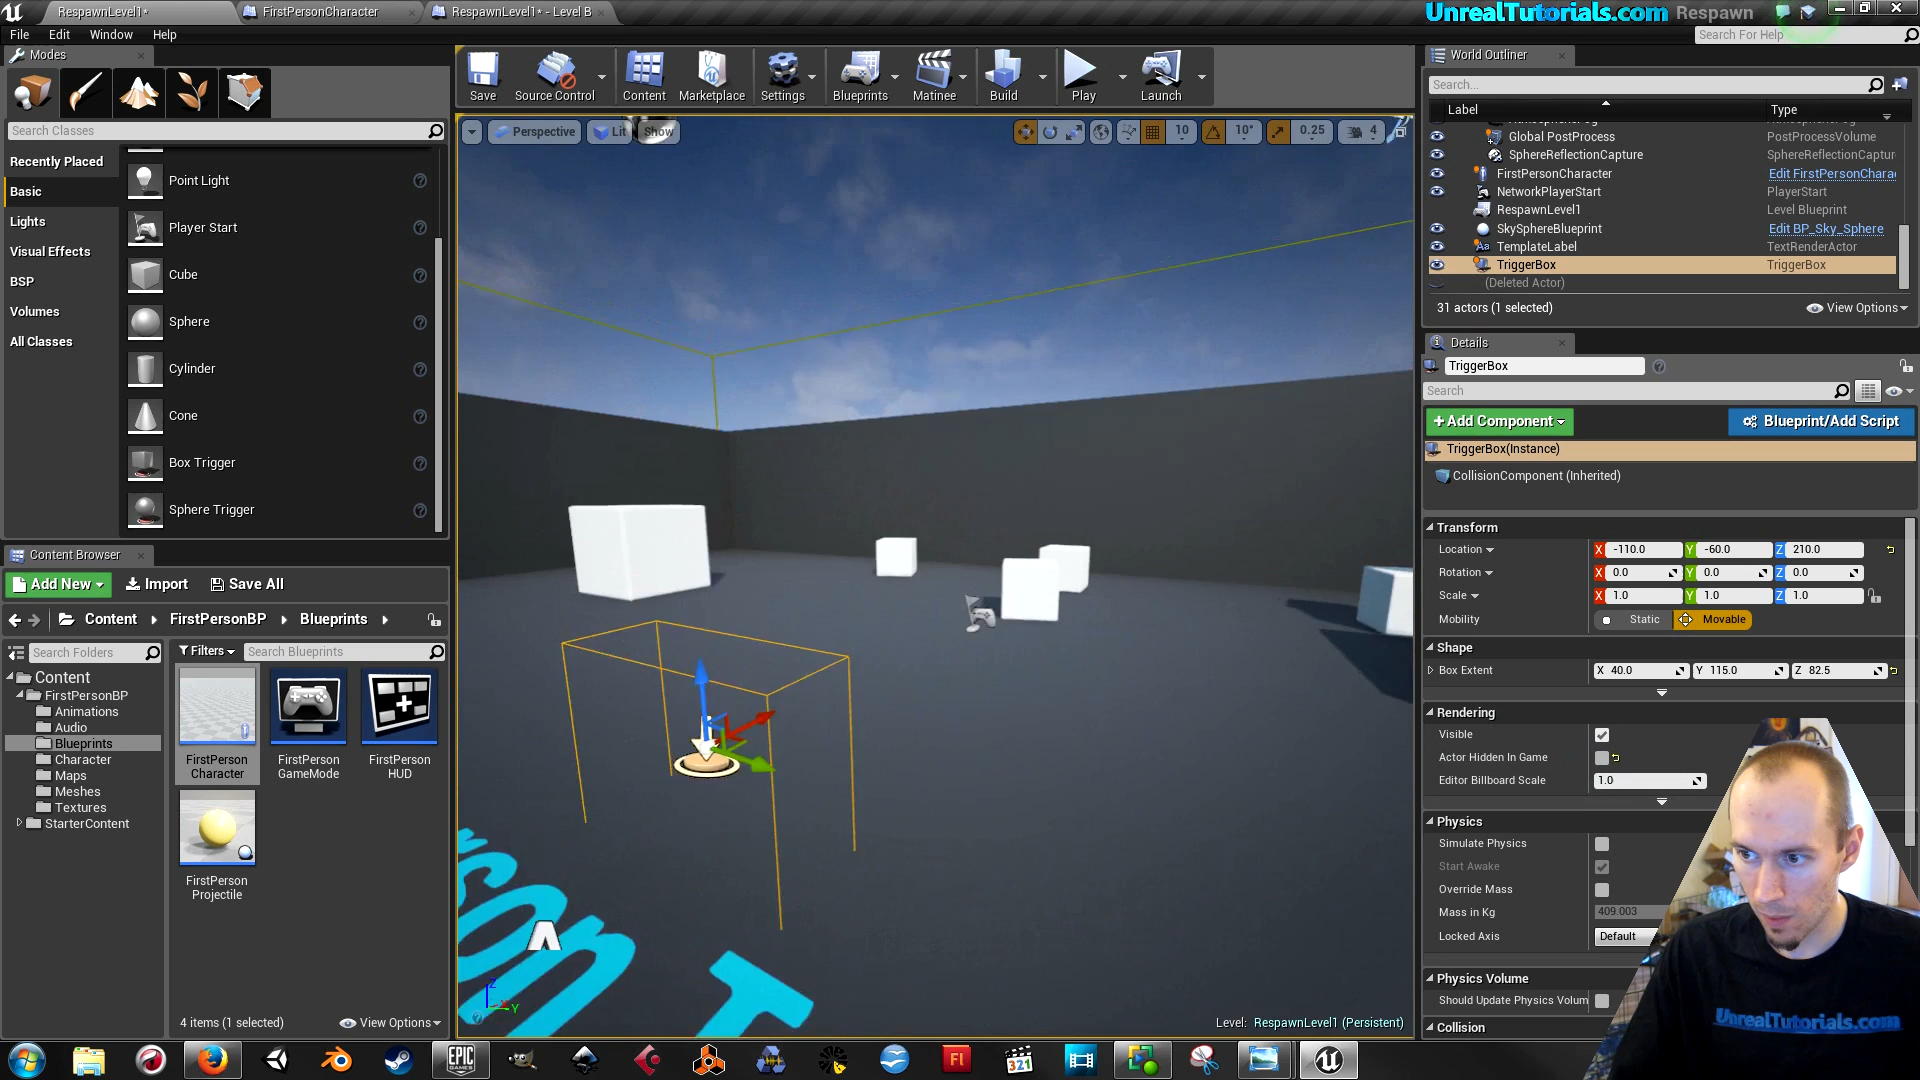 RespawnLevel1*
FirstPersonCharacter
RespawnLevel1* - Level B
UnrealTutorials.com Respawn
File Edit Window Help
Search For Help
Modes
Search Classes
Recently Placed
Basic
Lights
Visual Effects
BSP
Volumes
All Classes
Point Light
Player Start
Cube
Sphere
Cylinder
Cone
Box Trigger
Sphere Trigger
Save
Source Control
Content
Marketplace
Settings
Blueprints
Matinee
Build
Play
Launch
Perspective
Lit
Show
10
10°
0.25
4
World Outliner
Search...
Label Type
Global PostProcess PostProcessVolume
SphereReflectionCapture SphereReflectionCaptur
FirstPersonCharacter Edit FirstPersonChara
NetworkPlayerStart PlayerStart
RespawnLevel1 Level Blueprint
SkySphereBlueprint Edit BP_Sky_Sphere
TemplateLabel TextRenderActor
TriggerBox TriggerBox
(Deleted Actor)
31 actors (1 selected)
View Options
Details
TriggerBox
Search
+Add Component
Blueprint/Add Script
TriggerBox(Instance)
CollisionComponent (Inherited)
Transform
Location X -110.0 Y -60.0 Z 210.0
Rotation X 0.0 Y 0.0 Z 0.0
Scale X 1.0 Y 1.0 Z 1.0
Mobility Static Movable
Shape
Box Extent X 40.0 Y 115.0 Z 82.5
Rendering
Visible
Actor Hidden In Game
Editor Billboard Scale 1.0
Physics
Simulate Physics
Start Awake
Override Mass
Mass in Kg 409.003
Locked Axis Default
Physics Volume
Should Update Physics Volum
Collision
Content Browser
Add New
Import
Save All
Content
FirstPersonBP
Blueprints
Search Folders
Filters
Search Blueprints
Content
FirstPersonBP
Animations
Audio
Blueprints
Character
Maps
Meshes
Textures
StarterContent
FirstPerson
Character
FirstPerson
GameMode
FirstPerson
HUD
FirstPerson
Projectile
4 items (1 selected)
View Options
Z
Y
Level: RespawnLevel1 (Persistent)
UnrealTutorials.com
EPIC
GAMES
Fl
321